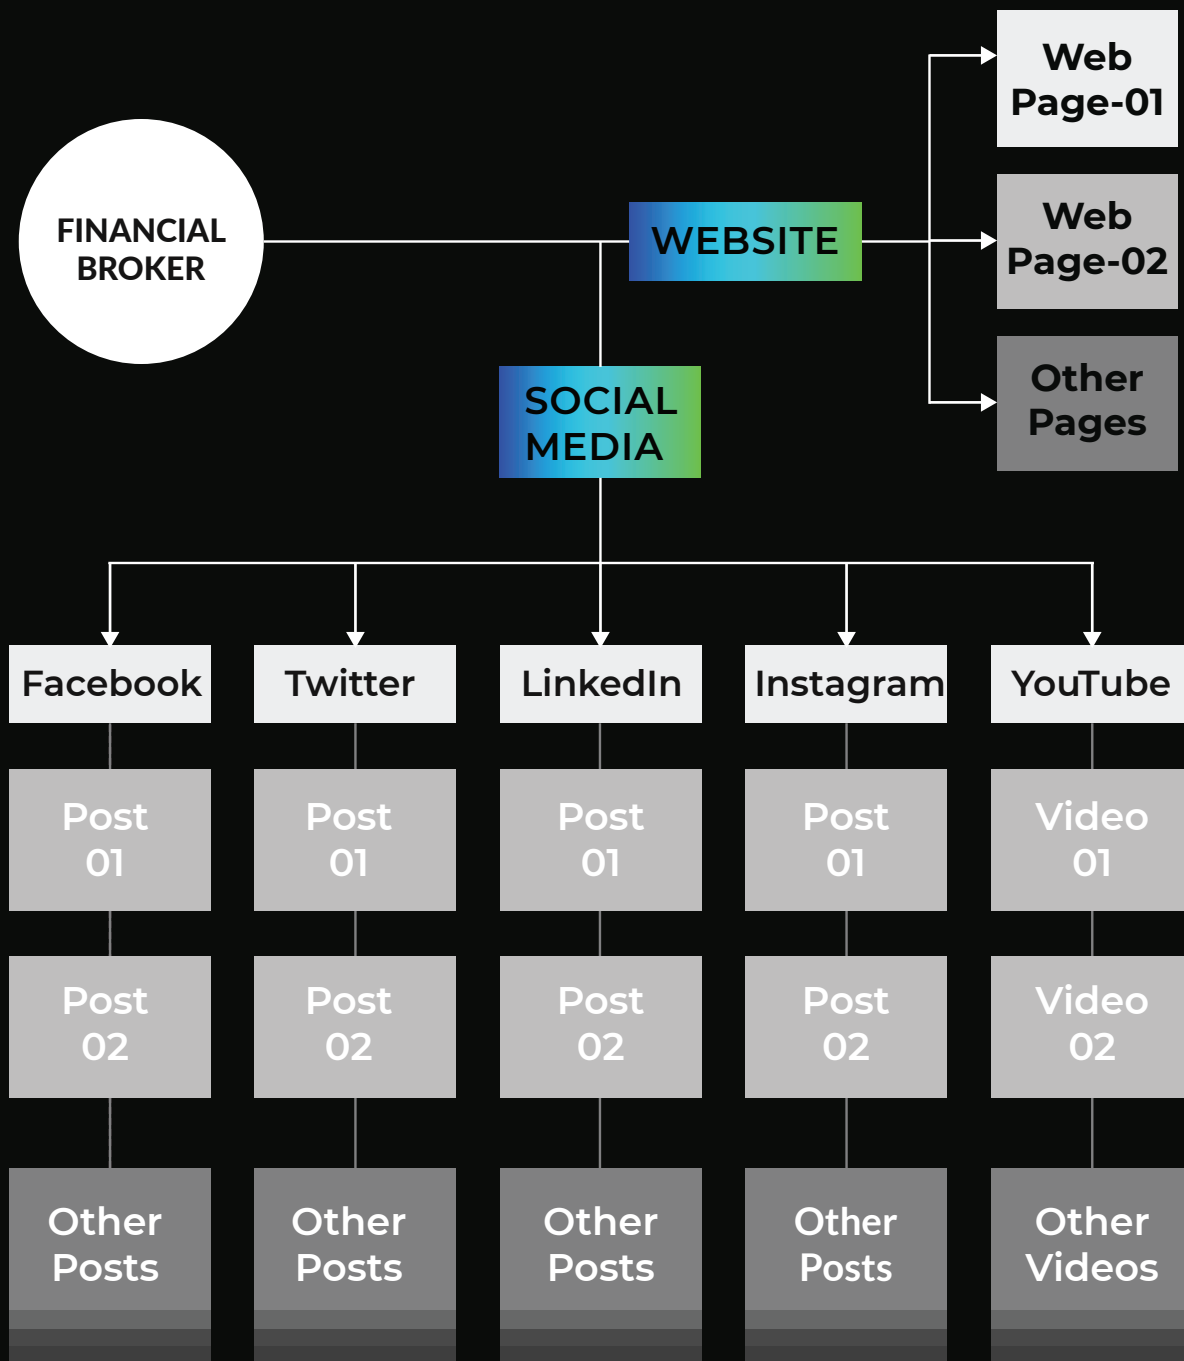 Web
Page-01
FINANCIAL
BROKER
WEBSITE
Web
Page-02
Other
Pages
SOCIAL
MEDIA
Facebook
Twitter
LinkedIn
Instagram
YouTube
Post
01
Post
01
Post
01
Post
01
Video
01
Post
02
Post
02
Post
02
Post
02
Video
02
Other
Posts
Other
Posts
Other
Posts
Other
Posts
Other
Videos